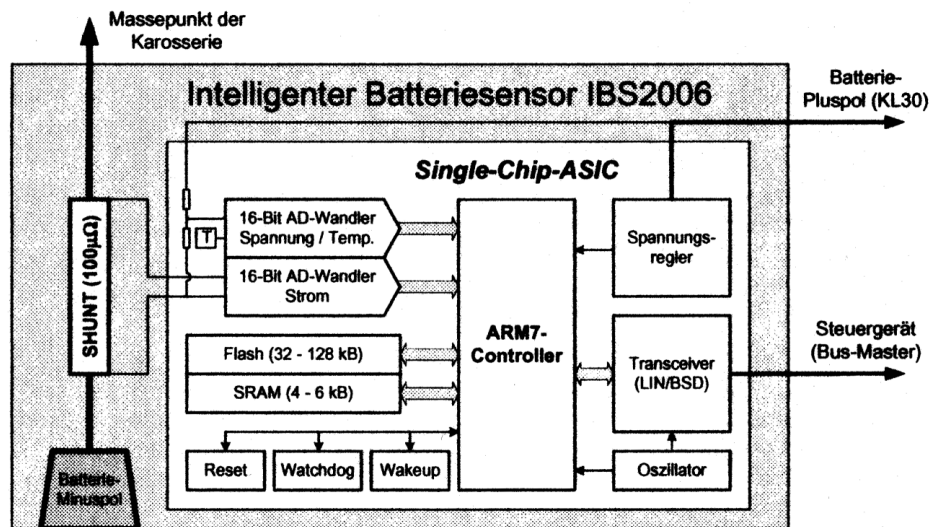 Massepunkt der
Karosserie
Intelligenter Batteriesensor IBS2006
Batterie-
Pluspol (KL30)
Single-Chip-ASIC
SHUNT (100µΩ)
16-Bit AD-Wandler
Spannung / Temp.
T
16-Bit AD-Wandler
Strom
Flash (32 - 128 kB)
SRAM (4 - 6 kB)
ARM7-
Controller
Spannungs-
regler
Transceiver
(LIN/BSD)
Steuergerät
(Bus-Master)
Reset
Watchdog
Wakeup
Oszillator
Batterie-
Minuspol